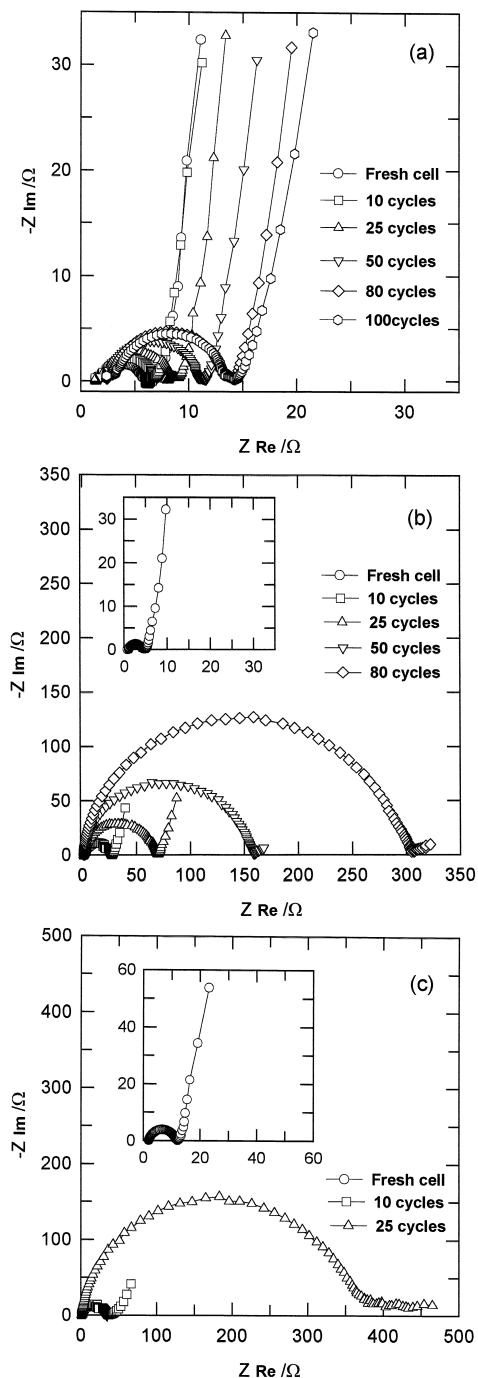 (a)
30
20
10
0
-Z Im/Ω
Fresh cell
10 cycles
25 cycles
50 cycles
80 cycles
100cycles
0 10 20 30
Z Re/Ω
(b)
350
300
250
200
150
100
50
0
-Z Im/Ω
30
20
10
0
0 10 20 30
Fresh cell
10 cycles
25 cycles
50 cycles
80 cycles
0 50 100 150 200 250 300 350
Z Re/Ω
(c)
500
400
300
200
100
0
-Z Im/Ω
60
40
20
0
0 20 40 60
Fresh cell
10 cycles
25 cycles
0 100 200 300 400 500
Z Re/Ω